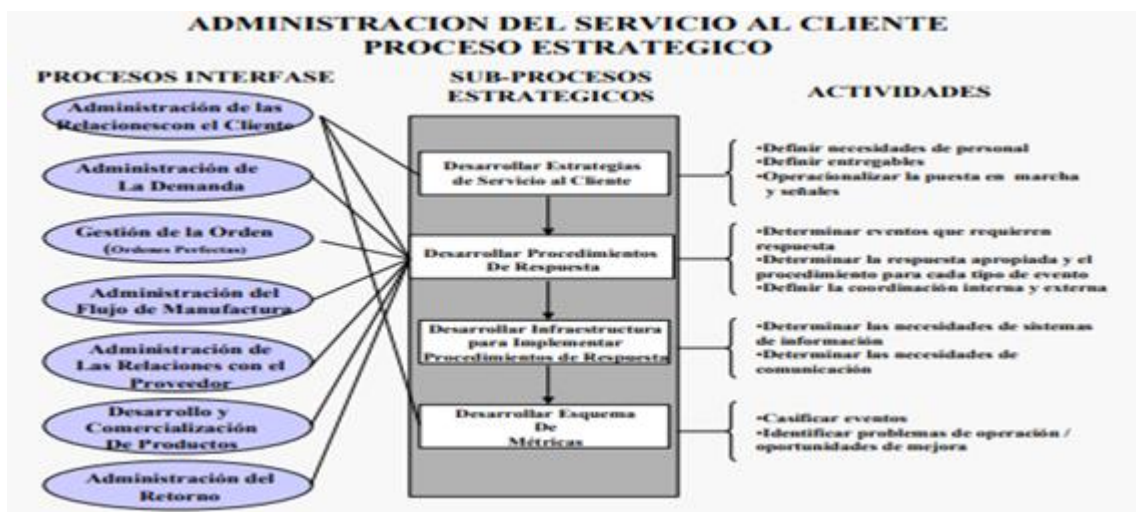 ADMINISTRACION DEL SERVICIO AL CLIENTE
PROCESO ESTRATEGICO
PROCESOS INTERFASE
Administración de las
Relacionescon el Cliente
Administración de
La Demanda
Gestión de la Orden
(Ordenes Perfectas)
Administración del
Flujo de Manufactura
Administración de
Las Relaciones con el
Proveedor
Desarrollo y
Comercialización
De Productos
Administración del
Retorno
SUB-PROCESOS
ESTRATEGICOS
Desarrollar Estrategias
de Servicio al Cliente
Desarrollar Procedimientos
De Respuesta
Desarrollar Infraestructura
para Implementar
Procedimientos de Respuesta
Desarrollar Esquema
De
Métricas
ACTIVIDADES
•Definir necesidades de personal
•Definir entregables
•Operacionalizar la puesta en marcha
y señales
•Determinar eventos que requieren
respuesta
•Determinar la respuesta apropiada y el
procedimiento para cada tipo de evento
•Definir la coordinación interna y externa
•Determinar las necesidades de sistemas
de información
•Determinar las necesidades de
comunicación
•Casificar eventos
•Identificar problemas de operación /
oportunidades de mejora